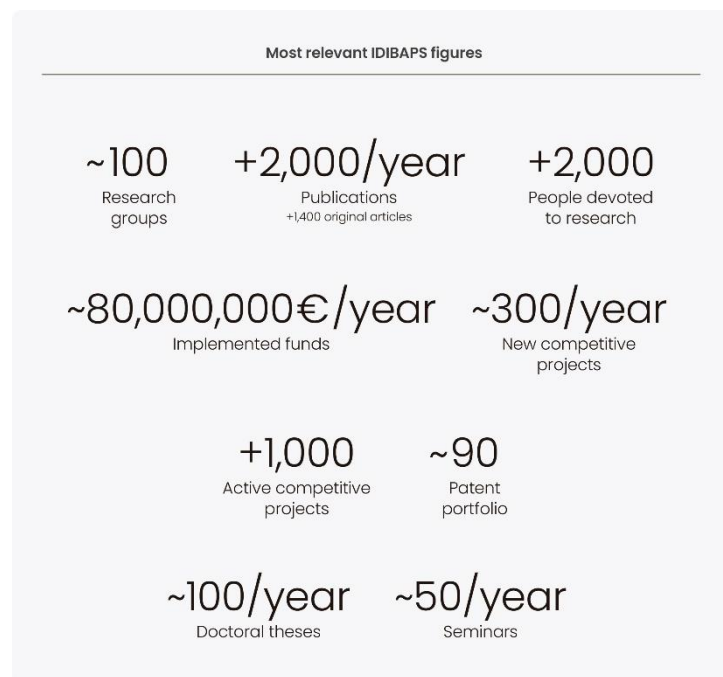 Most relevant IDIBAPS figures
~100
Research
groups
+2,000/year
Publications
+1,400 original articles
+2,000
People devoted
to research
~80,000,000€/year
Implemented funds
~300/year
New competitive
projects
+1,000
Active competitive
projects
~90
Patent
portfolio
~100/year
Doctoral theses
~50/year
Seminars